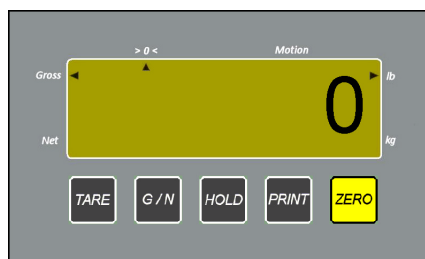 > 0 < Motion
Gross lb
0
Net kg
TARE G / N HOLD PRINT ZERO